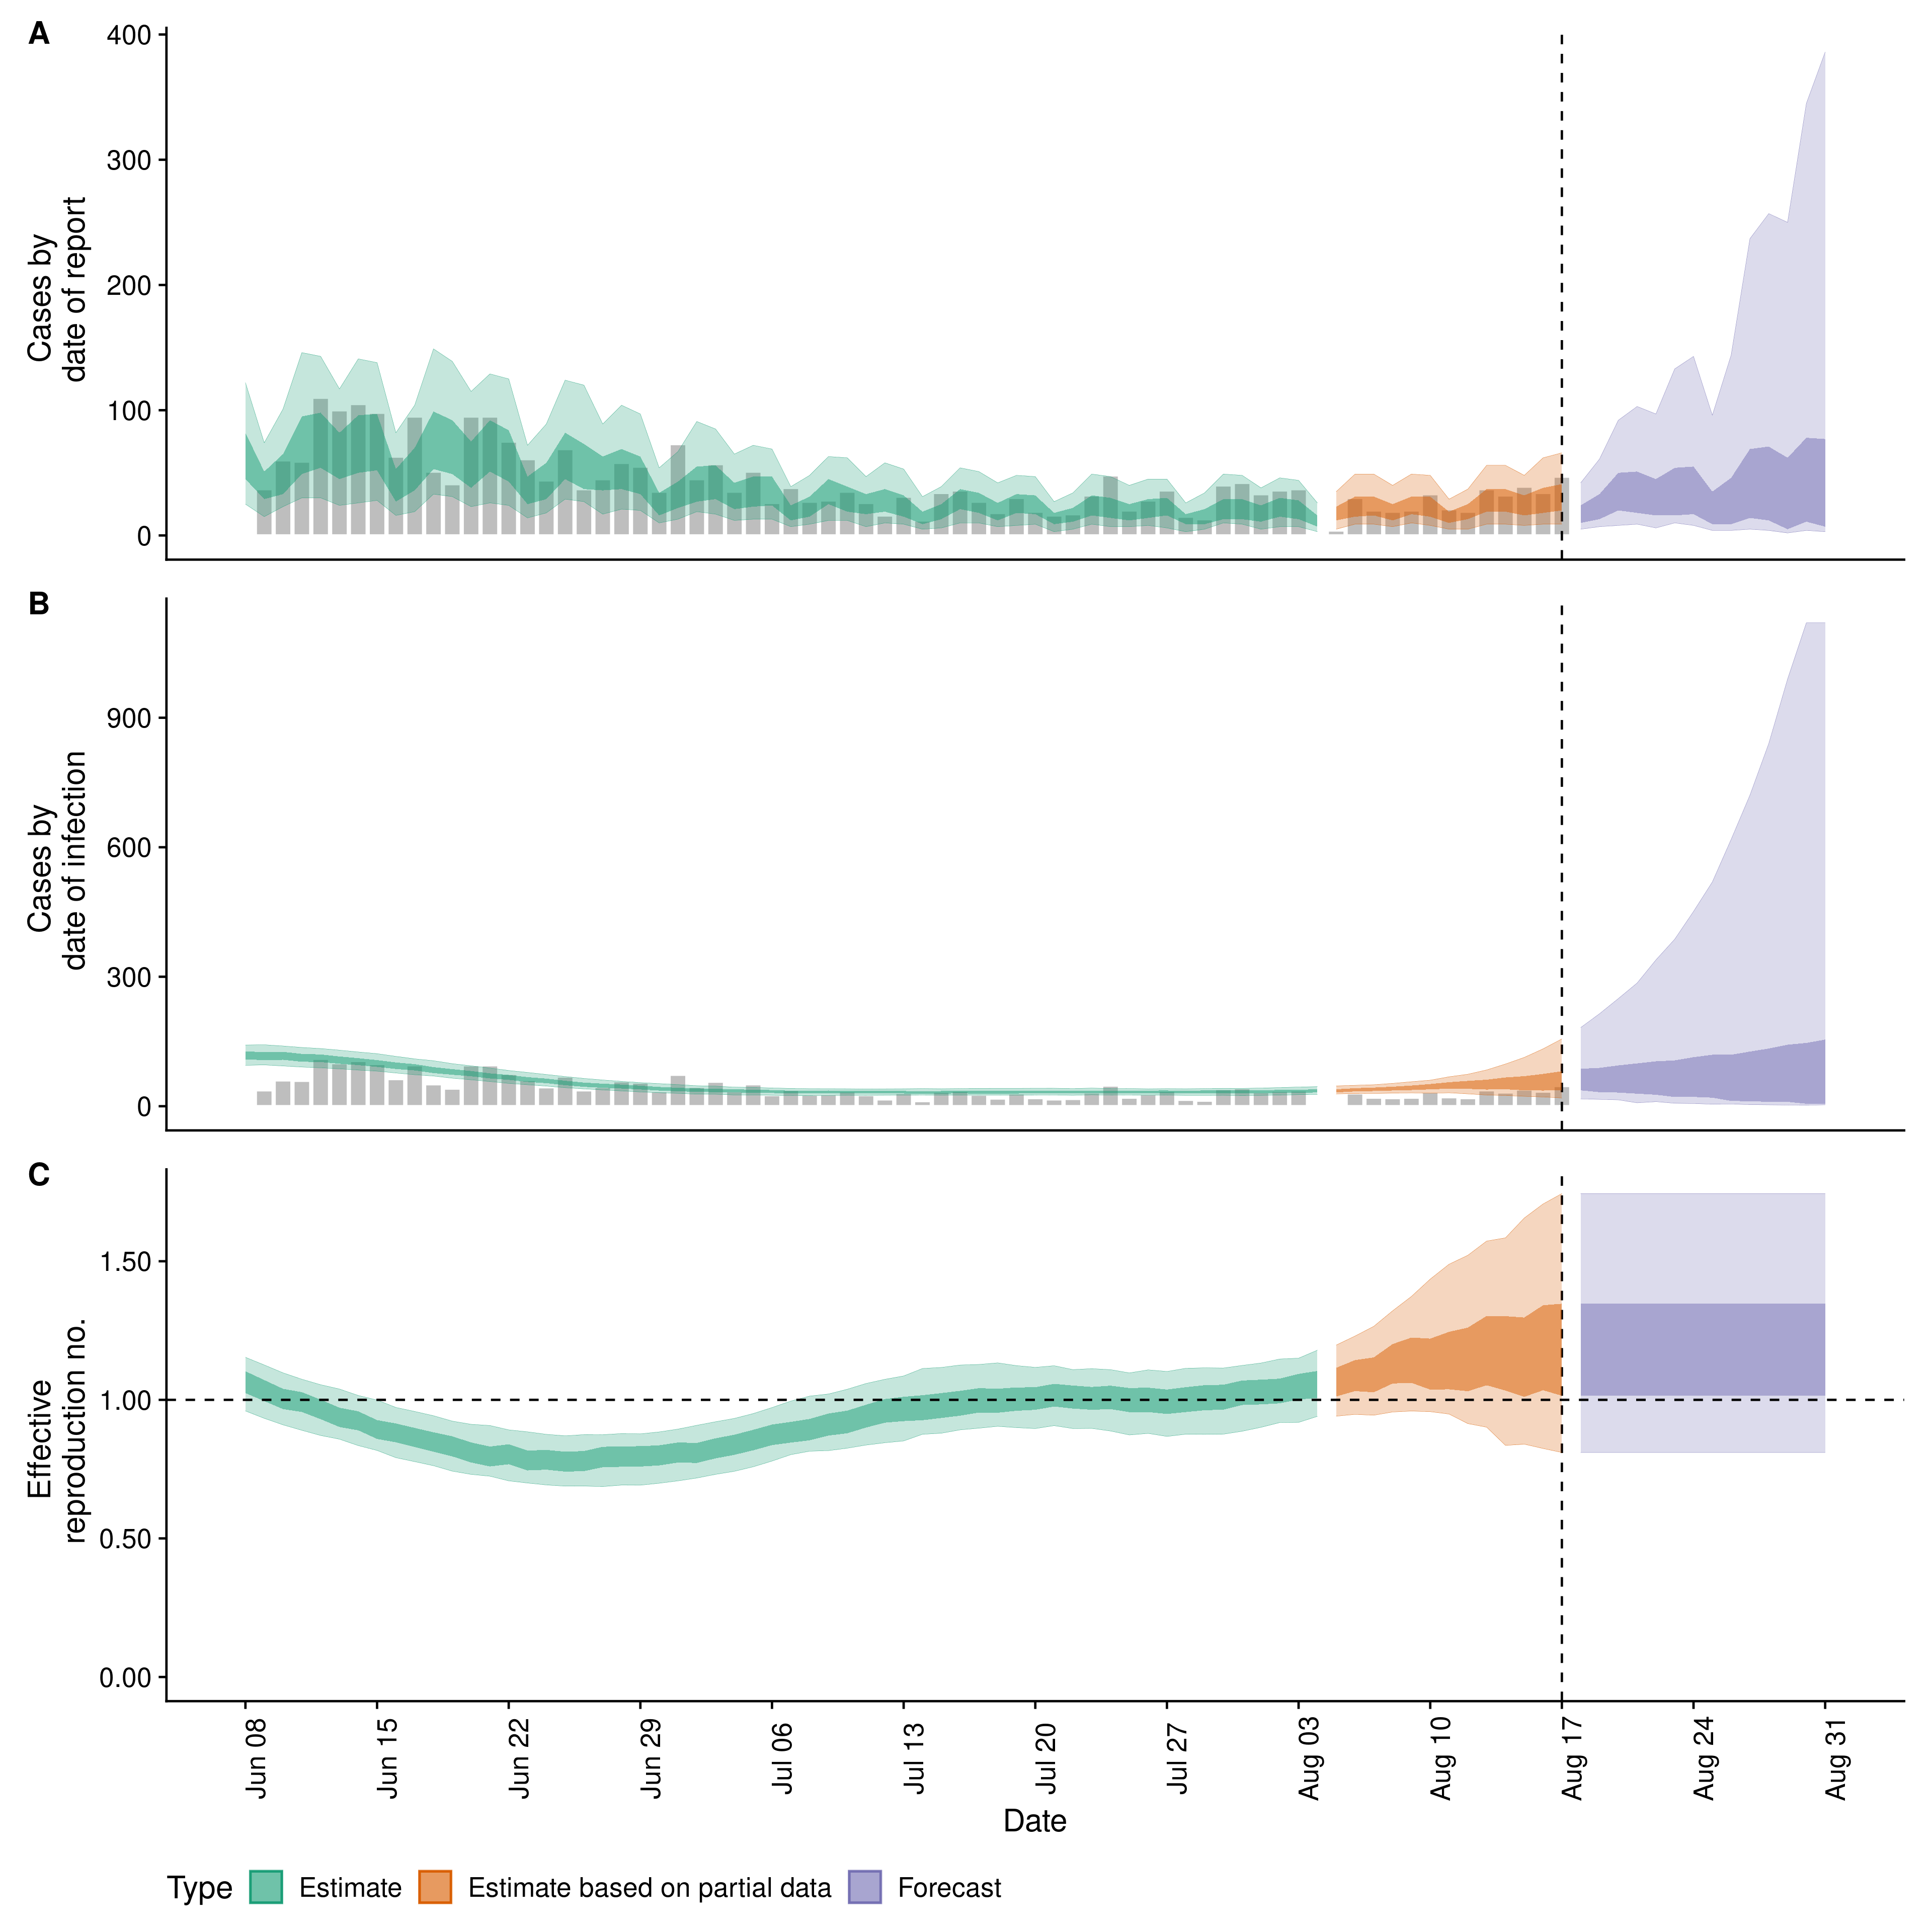 A
400
300
200
100
0
Cases by
date of report
B
900
600
300
0
Cases by
date of infection
C
1.50
1.00
0.50
0.00
Effective
reproduction no.
Jun 08
Jun 15
Jun 22
Jun 29
Jul 06
Jul 13
Jul 20
Jul 27
Aug 03
Aug 10
Aug 17
Aug 24
Aug 31
Date
Type Estimate Estimate based on partial data Forecast